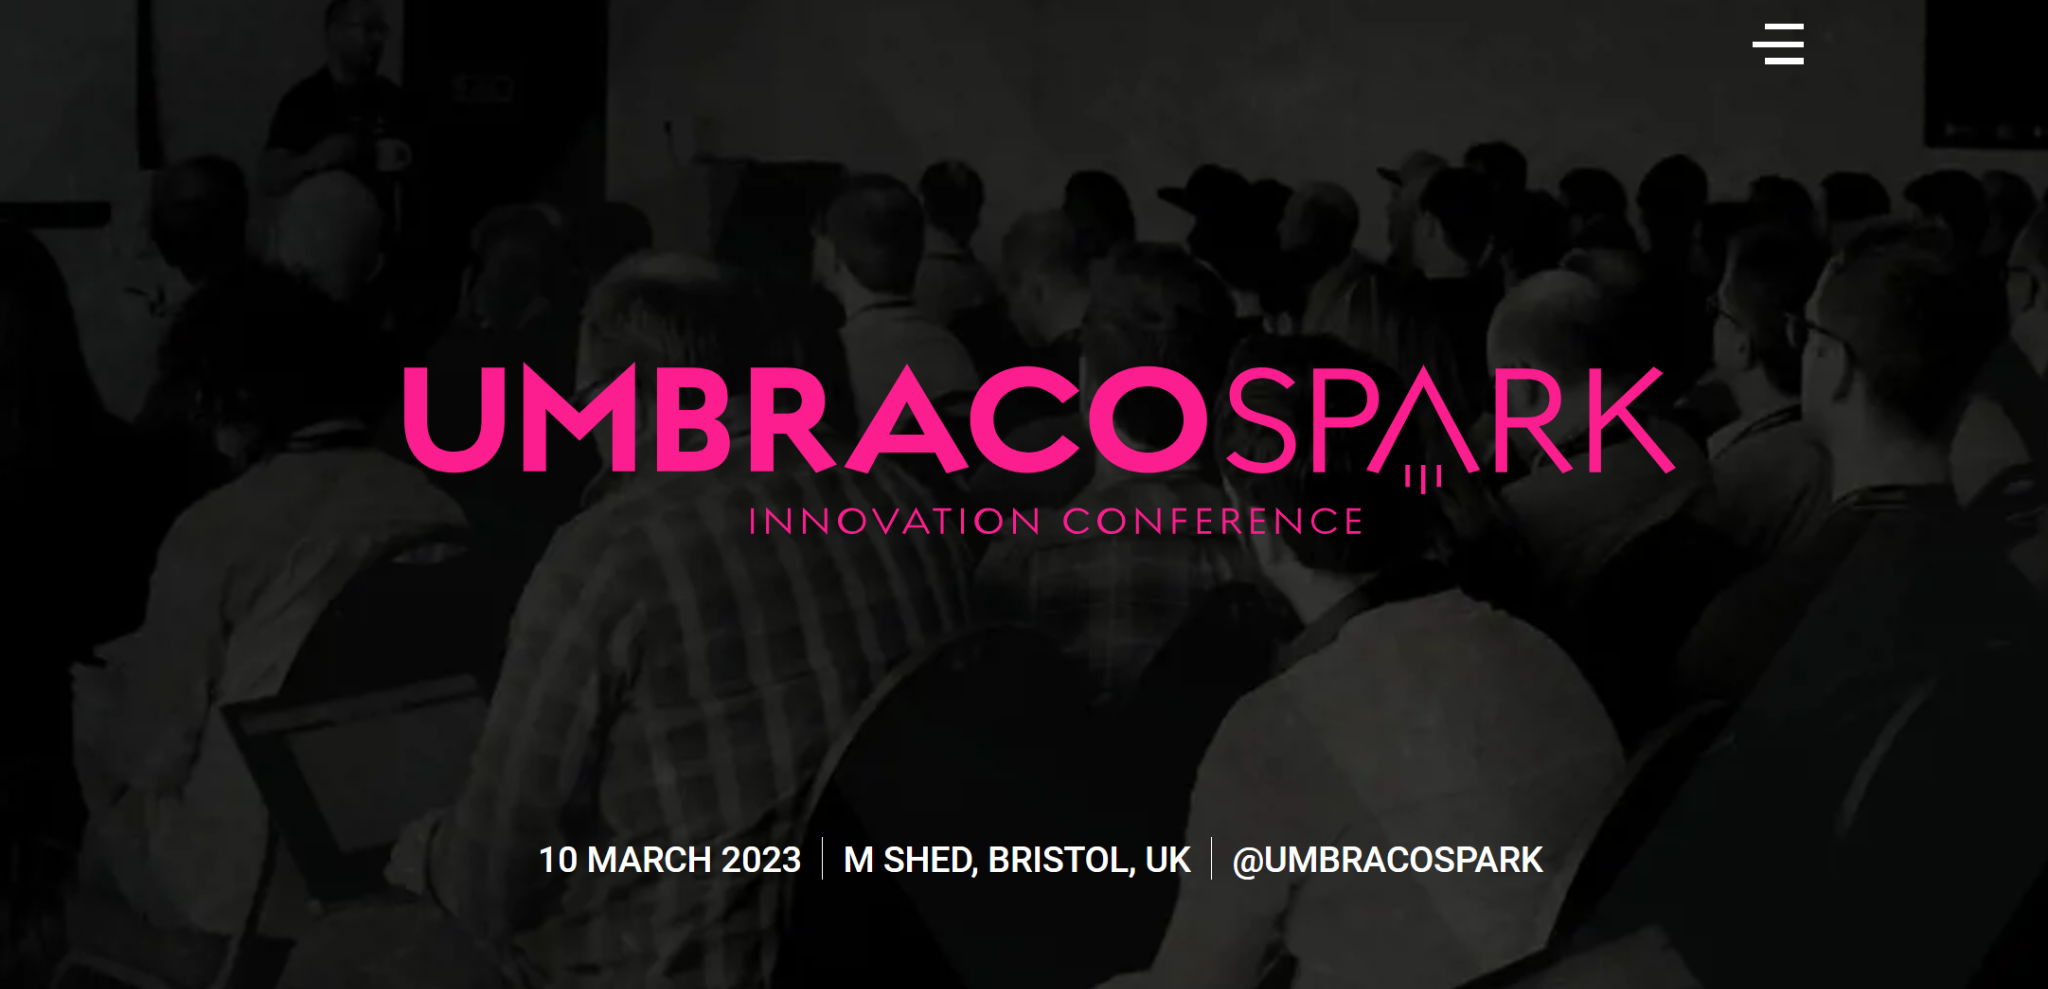 UMBRACOSPARK
INNOVATION CONFERENCE
10 MARCH 2023 | M SHED, BRISTOL, UK | @UMBRACOSPARK